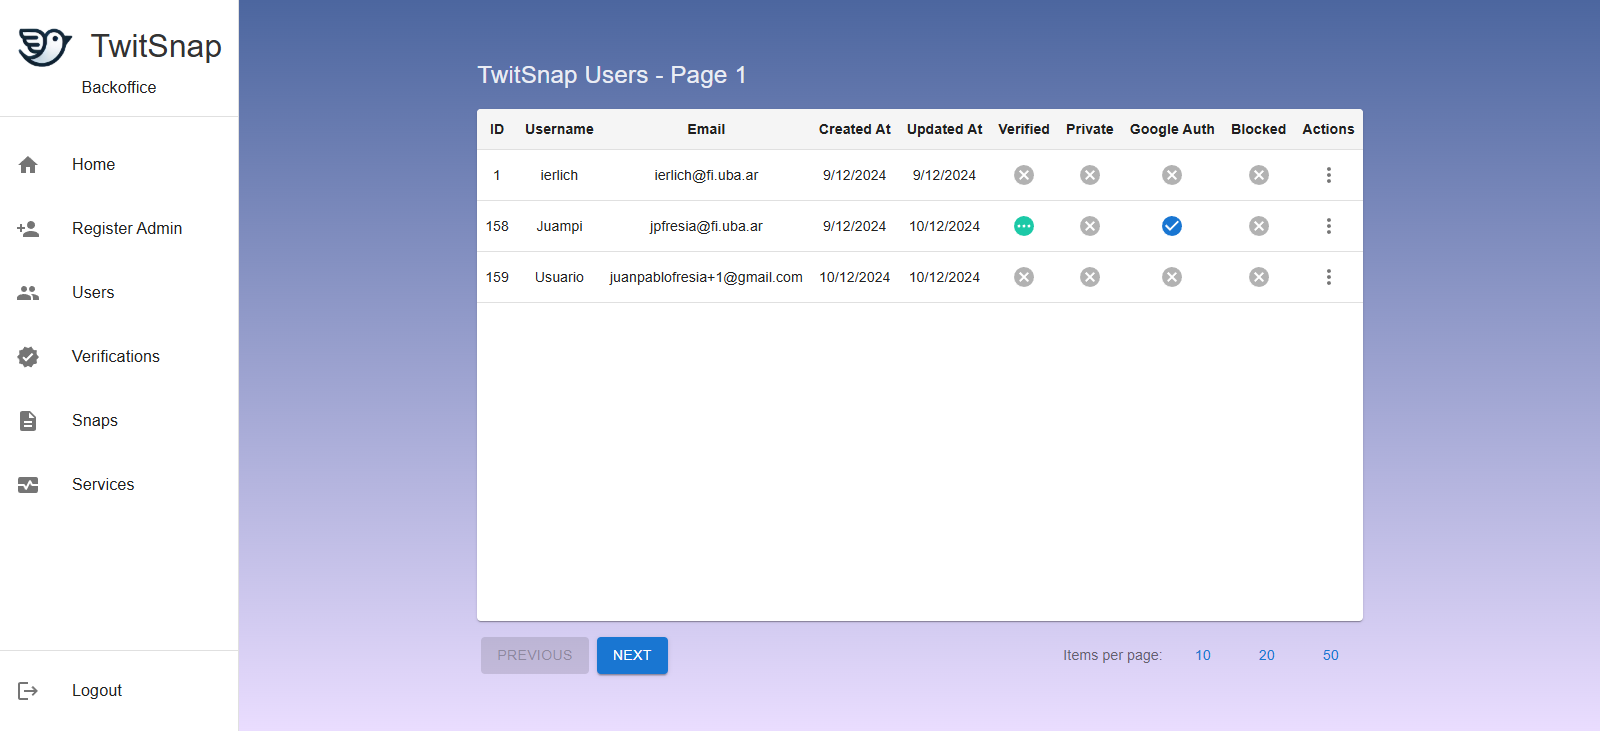 TwitSnap
Backoffice
Home
Register Admin
Users
Verifications
Snaps
Services
Logout
TwitSnap Users - Page 1
ID Username Email Created At Updated At Verified Private Google Auth Blocked Actions
1 ierlich ierlich@fi.uba.ar 9/12/2024 9/12/2024
158 Juampi jpfresia@fi.uba.ar 9/12/2024 10/12/2024
159 Usuario juanpablofresia+1@gmail.com 10/12/2024 10/12/2024
PREVIOUS NEXT Items per page: 10 20 50